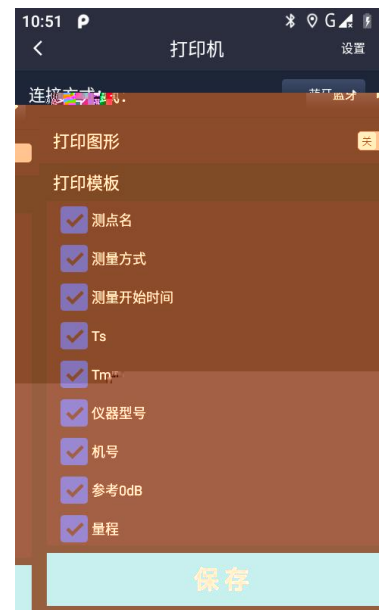 10:51 P G
打印机 设置
打印图形 关
打印模板
测点名
测量方式
测量开始时间
Ts
仪器型号
机号
参考0dB
量程
保存